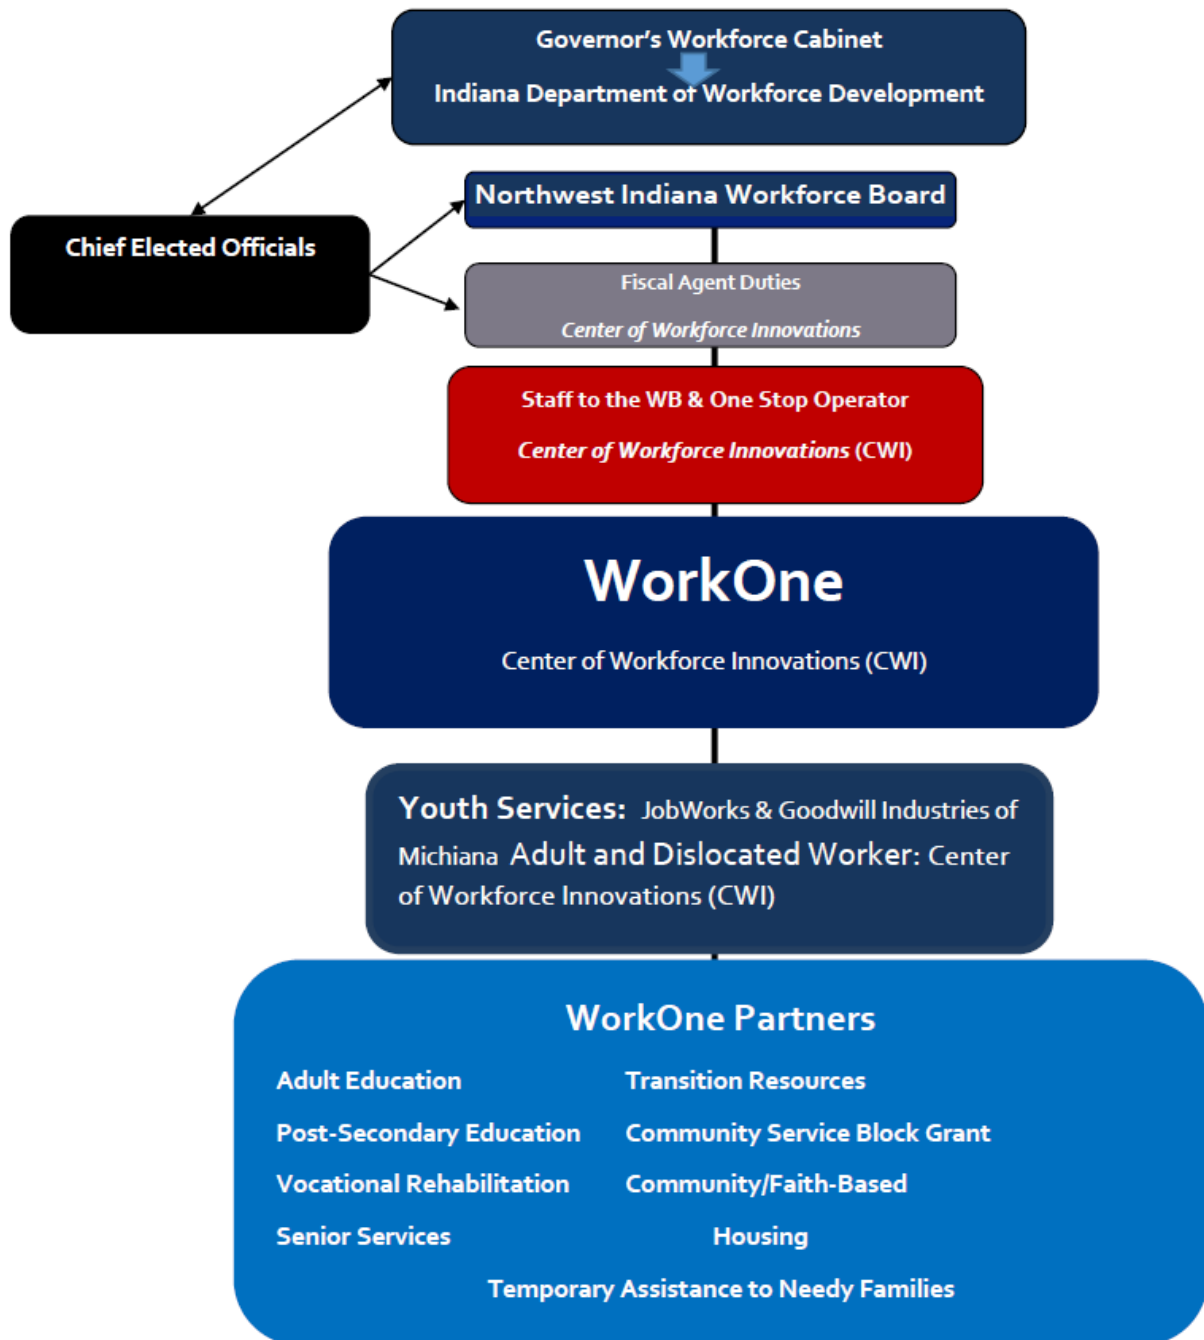 Governor's Workforce Cabinet
Indiana Department of Workforce Development
Northwest Indiana Workforce Board
Chief Elected Officials
Fiscal Agent Duties
Center of Workforce Innovations
Staff to the WB & One Stop Operator
Center of Workforce Innovations (CWI)
WorkOne
Center of Workforce Innovations (CWI)
Youth Services: JobWorks & Goodwill Industries of
Michiana Adult and Dislocated Worker: Center
of Workforce Innovations (CWI)
WorkOne Partners
Adult Education Transition Resources
Post-Secondary Education Community Service Block Grant
Vocational Rehabilitation Community/Faith-Based
Senior Services Housing
Temporary Assistance to Needy Families